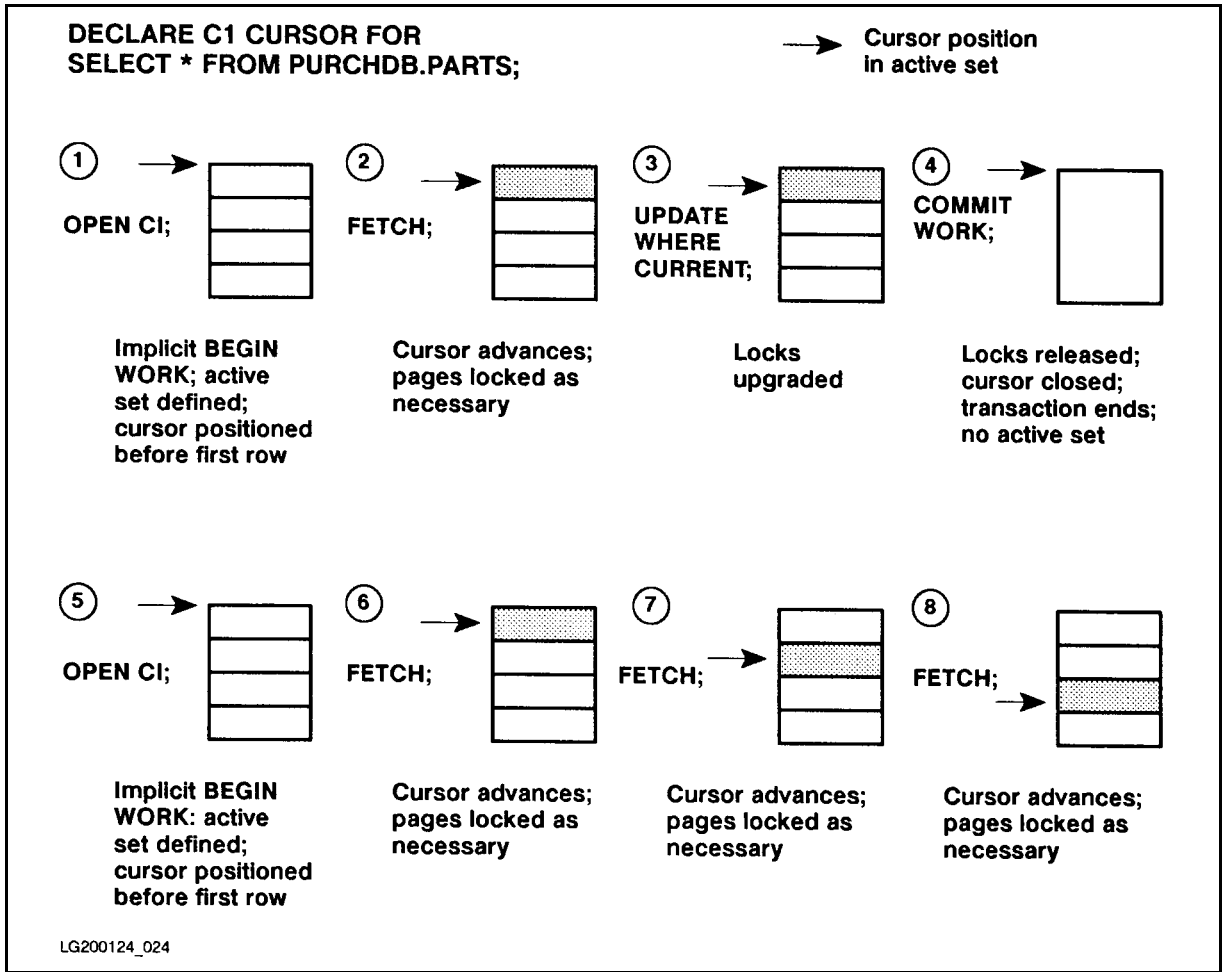 DECLARE C1 CURSOR FOR
SELECT * FROM PURCHDB.PARTS;
Cursor position
in active set
1
OPEN CI;
Implicit BEGIN
WORK; active
set defined;
cursor positioned
before first row
2
FETCH;
Cursor advances;
pages locked as
necessary
3
UPDATE
WHERE
CURRENT;
Locks
upgraded
4
COMMIT
WORK;
Locks released;
cursor closed;
transaction ends;
no active set
5
OPEN CI;
Implicit BEGIN
WORK: active
set defined;
cursor positioned
before first row
6
FETCH;
Cursor advances;
pages locked as
necessary
7
FETCH;
Cursor advances;
pages locked as
necessary
8
FETCH;
Cursor advances;
pages locked as
necessary
LG200124_024